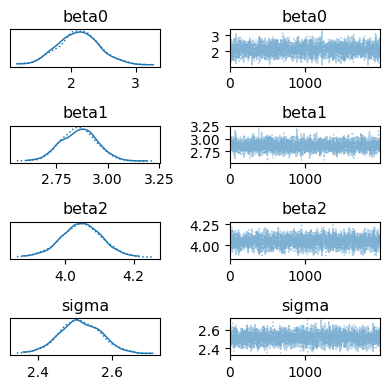 beta0 beta0
3
2
2 3 0 1000
beta1 beta1
3.25
3.00
2.75
2.75 3.00 3.25 0 1000
beta2 beta2
4.25
4.00
4.0 4.2 0 1000
sigma sigma
2.6
2.4
2.4 2.6 0 1000